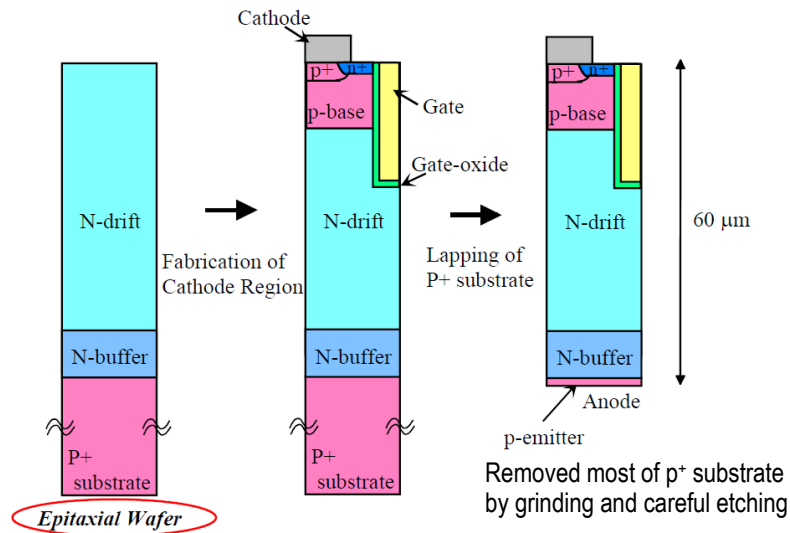 Cathode
p+
n+
p-base
Gate
Gate-oxide
N-drift
N-buffer
P+
substrate
Epitaxial Wafer
Fabrication of
Cathode Region
N-drift
N-buffer
P+
substrate
Lapping of
P+ substrate
Cathode
p+
n+
p-base
N-drift
N-buffer
60 μm
Anode
p-emitter
Removed most of p⁺ substrate
by grinding and careful etching